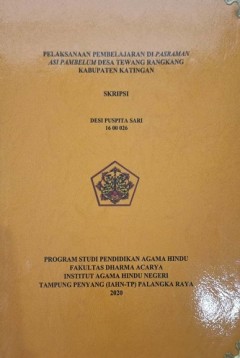 PELAKSANAAN PEMBELAJARAN DI PASRAMAN
ASI PAMBELUM DESA TEWANG RANGKANG
KABUPATEN KATINGAN
SKRIPSI
DESI PUSPITA SARI
16 00 026
PROGRAM STUDI PENDIDIKAN AGAMA HINDU
FAKULTAS DHARMA ACARYA
INSTITUT AGAMA HINDU NEGERI
TAMPUNG PENYANG (IAHN-TP) PALANGKA RAYA
2020